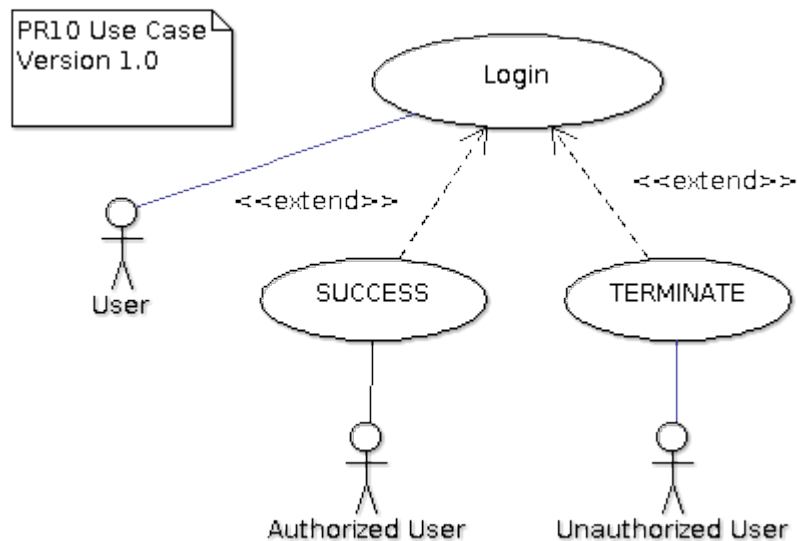 PR10 Use Case
Version 1.0
Login
<<extend>>
<<extend>>
User
SUCCESS
TERMINATE
Authorized User
Unauthorized User